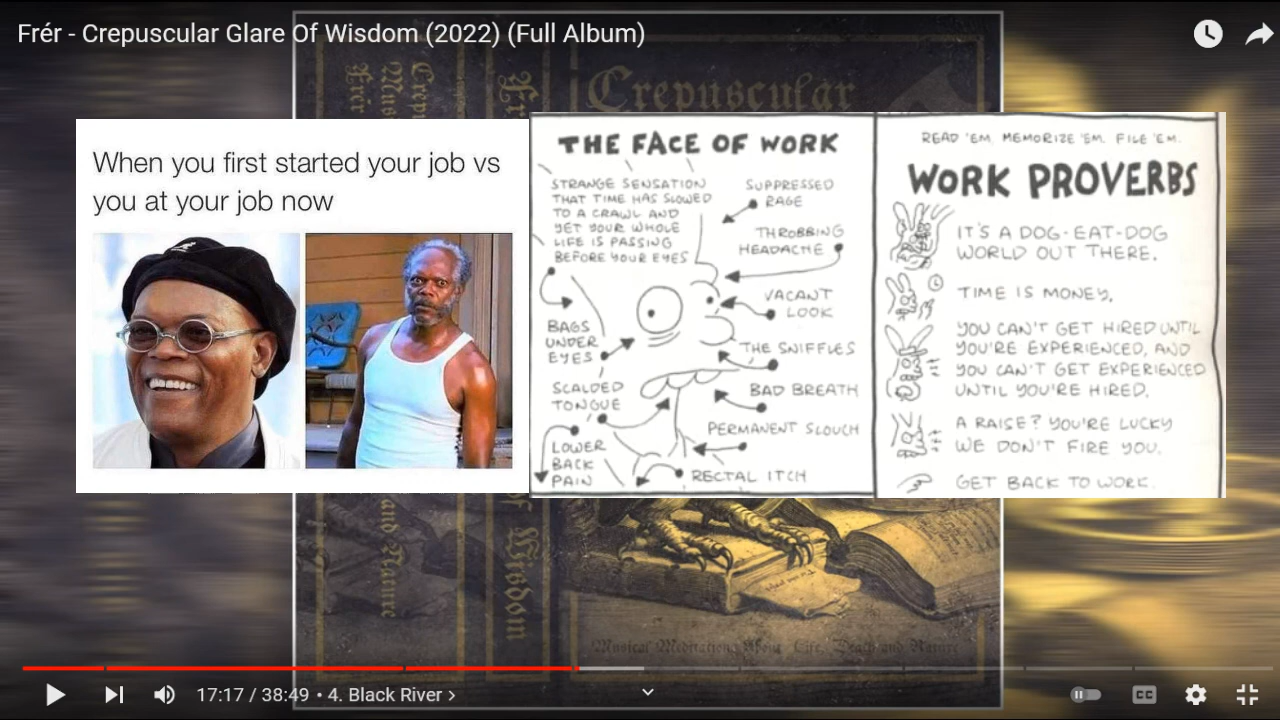 Frér - Crepuscular Glare Of Wisdom (2022) (Full Album)
Crepuscular
When you first started your job vs
you at your job now
THE FACE OF WORK
STRANGE SENSATION
THAT TIME HAS SLOWED
TO A CRAWL AND
YET YOUR WHOLE
LIFE IS PASSING
BEFORE YOUR EYES
SUPPRESSED
RAGE
THROBBING
HEADACHE
VACANT
LOOK
BAGS
UNDER
EYES
THE SNIFFLES
SCALDED
TONGUE
BAD BREATH
PERMANENT SLOUCH
LOWER
BACK
PAIN
RECTAL ITCH
READ 'EM. MEMORIZE 'EM. FILE 'EM.
WORK PROVERBS
IT'S A DOG-EAT-DOG
WORLD OUT THERE.
TIME IS MONEY.
YOU CAN'T GET HIRED UNTIL
YOU'RE EXPERIENCED, AND
YOU CAN'T GET EXPERIENCED
UNTIL YOU'RE HIRED.
A RAISE? YOU'RE LUCKY
WE DON'T FIRE YOU.
GET BACK TO WORK.
and Nature
of Wisdom
Musical Meditations About Life, Death and Nature
17:17 / 38:49 • 4. Black River >
CC